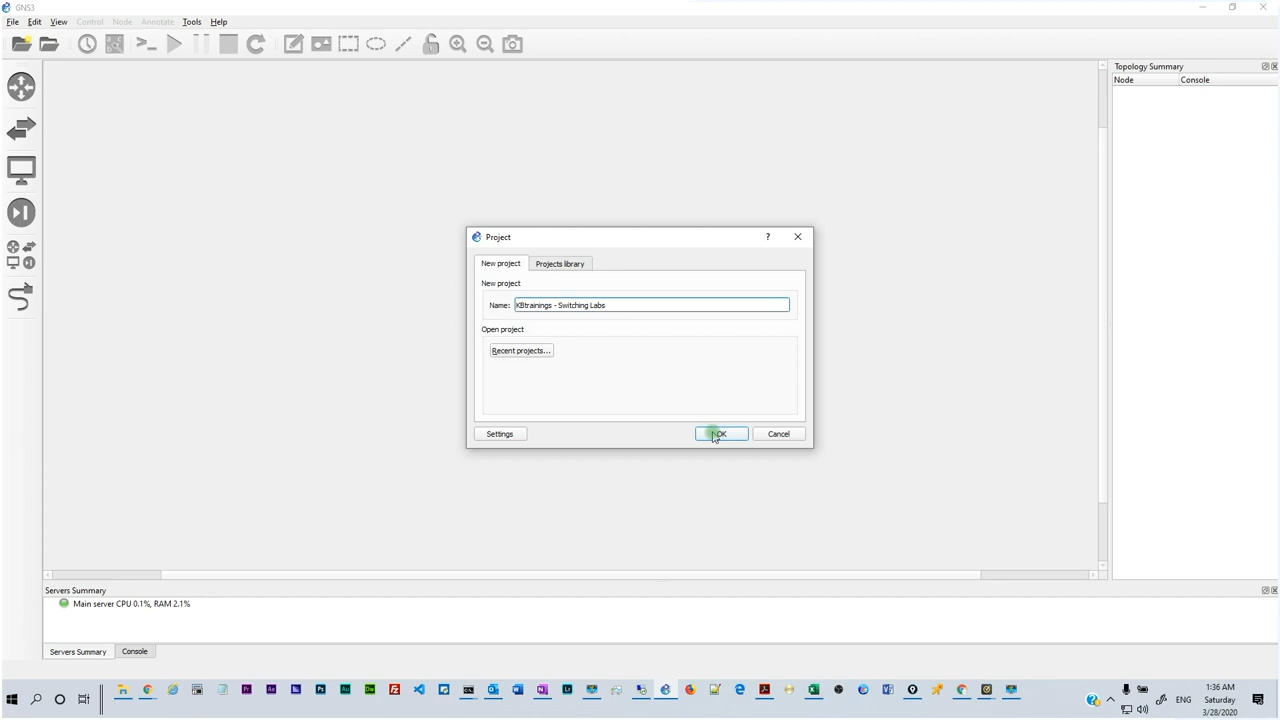 GNS3
File Edit View Control Node Annotate Tools Help
Topology Summary
Node Console
Project
?
New project Projects library
New project
Name: KBtrainings - Switching Labs
Open project
Recent projects...
Settings OK Cancel
Servers Summary
Main server CPU 0.1%, RAM 2.1%
Servers Summary Console
1:36 AM
ENG Saturday
3/28/2020